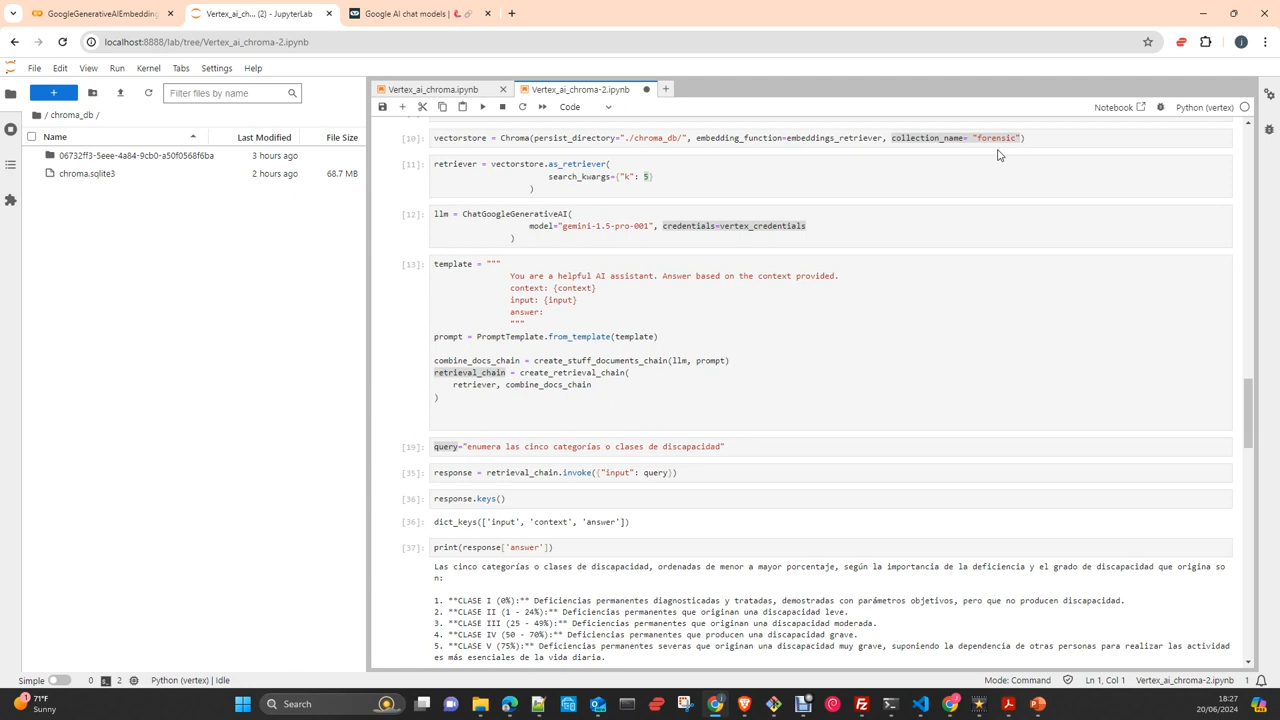 GoogleGenerativeAIEmbedding
Vertex_ai_ch... (2) - JupyterLab
Google AI chat models |
localhost:8888/lab/tree/Vertex_ai_chroma-2.ipynb
File Edit View Run Kernel Tabs Settings Help
Filter files by name
/ chroma_db /
Name Last Modified File Size
06732ff3-5eee-4a84-9cb0-a50f0568f6ba 3 hours ago
chroma.sqlite3 2 hours ago 68.7 MB
Vertex_ai_chroma.ipynb
Vertex_ai_chroma-2.ipynb
Code
Notebook
Python (vertex)
[10]: vectorstore = Chroma(persist_directory="./chroma_db/", embedding_function=embeddings_retriever, collection_name= "forensic")
[11]: retriever = vectorstore.as_retriever(
search_kwargs={"k": 5}
)
[12]: llm = ChatGoogleGenerativeAI(
model="gemini-1.5-pro-001", credentials=vertex_credentials
)
[13]: template = """
You are a helpful AI assistant. Answer based on the context provided.
context: {context}
input: {input}
answer:
"""
prompt = PromptTemplate.from_template(template)
combine_docs_chain = create_stuff_documents_chain(llm, prompt)
retrieval_chain = create_retrieval_chain(
retriever, combine_docs_chain
)
[19]: query="enumera las cinco categorías o clases de discapacidad"
[35]: response = retrieval_chain.invoke({"input": query})
[36]: response.keys()
[36]: dict_keys(['input', 'context', 'answer'])
[37]: print(response['answer'])
Las cinco categorías o clases de discapacidad, ordenadas de menor a mayor porcentaje, según la importancia de la deficiencia y el grado de discapacidad que origina so
n:
1. **CLASE I (0%):** Deficiencias permanentes diagnosticadas y tratadas, demostradas con parámetros objetivos, pero que no producen discapacidad.
2. **CLASE II (1 - 24%):** Deficiencias permanentes que originan una discapacidad leve.
3. **CLASE III (25 - 49%):** Deficiencias permanentes que originan una discapacidad moderada.
4. **CLASE IV (50 - 70%):** Deficiencias permanentes que producen una discapacidad grave.
5. **CLASE V (75%):** Deficiencias permanentes severas que originan una discapacidad muy grave, suponiendo la dependencia de otras personas para realizar las actividad
es más esenciales de la vida diaria.
Simple 0 2 Python (vertex) | Idle
Mode: Command Ln 1, Col 1 Vertex_ai_chroma-2.ipynb 1
71°F
Sunny
Search
18:27
20/06/2024